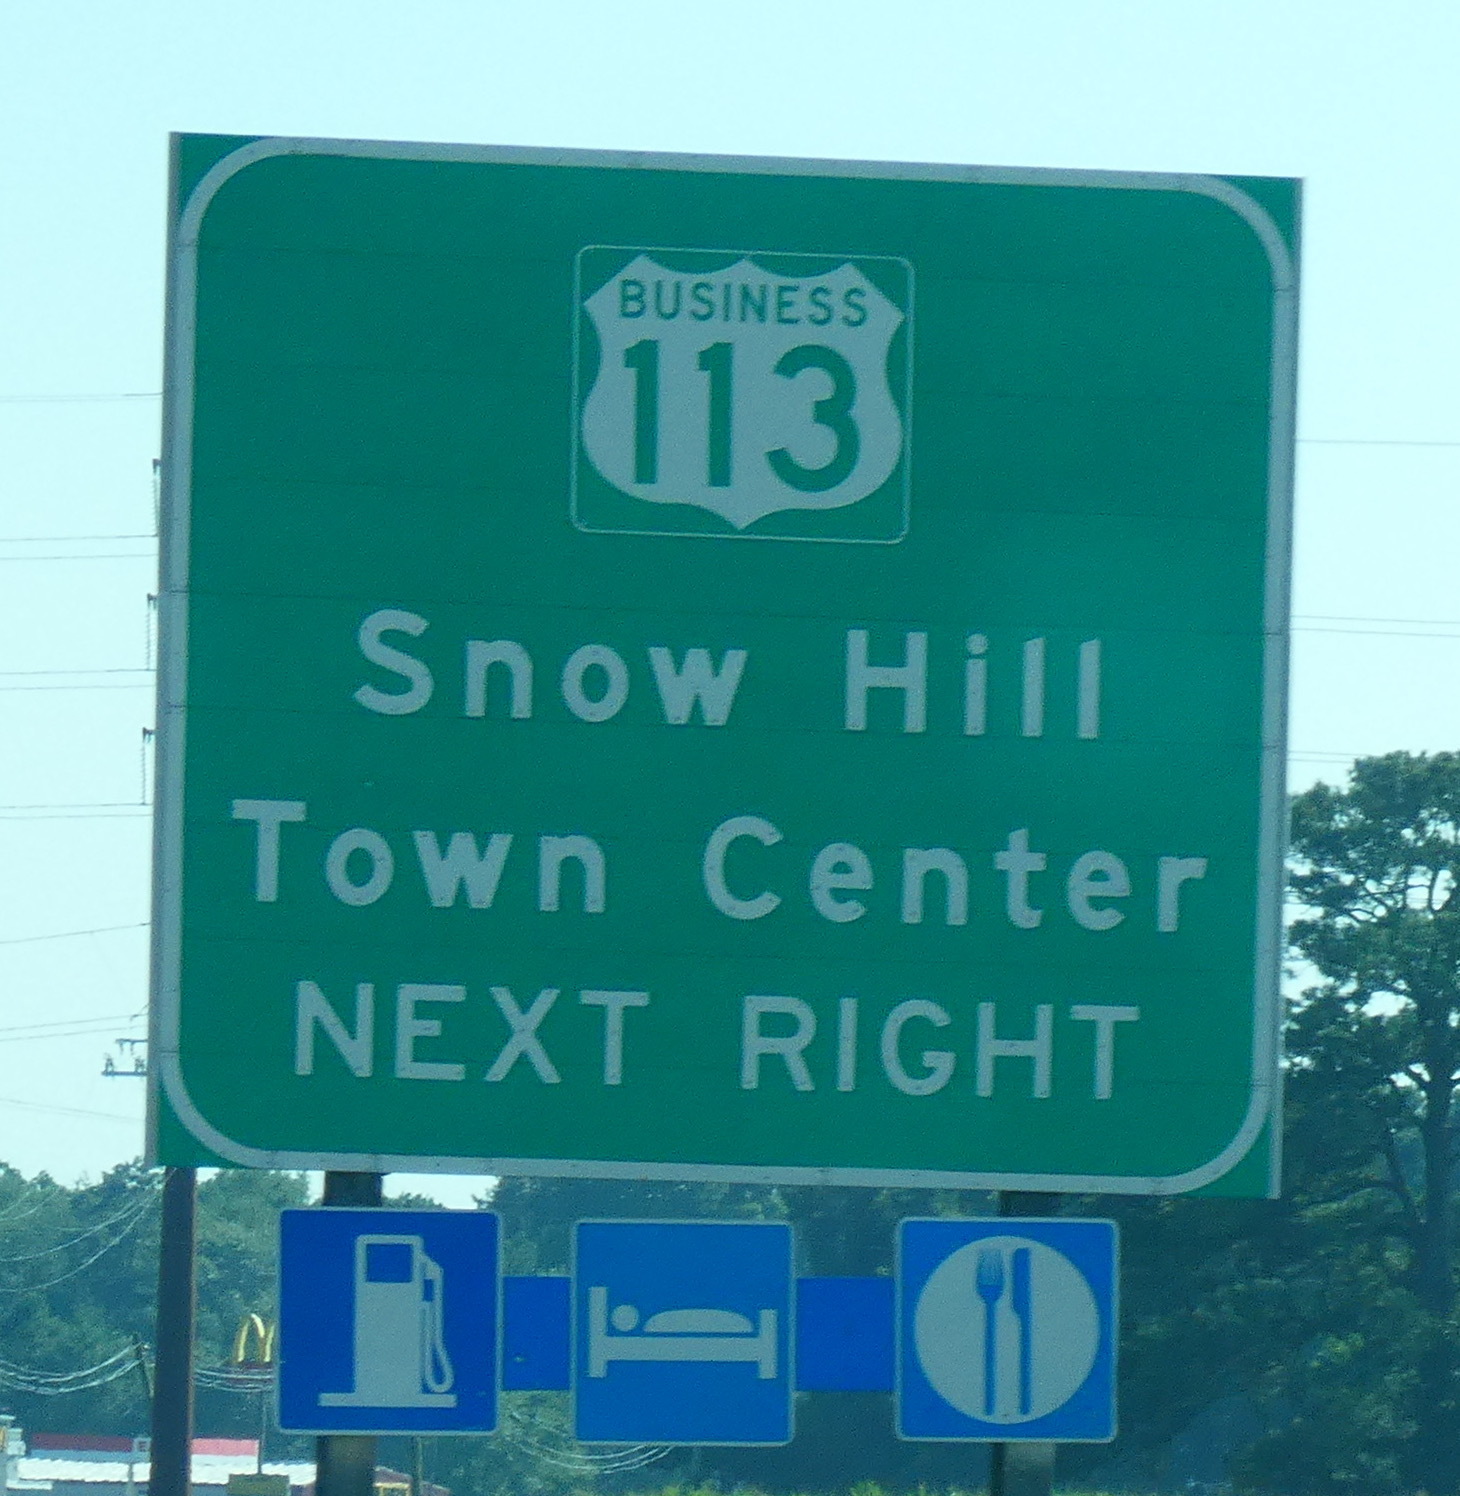 BUSINESS
113
Snow Hill
Town Center
NEXT RIGHT